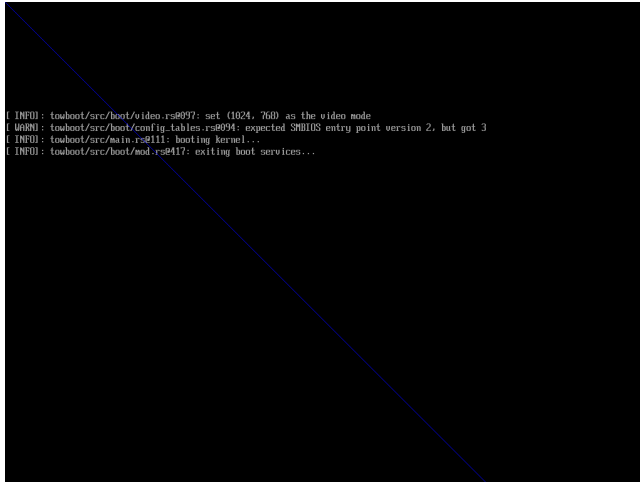 [ INFO]: towboot/src/boot/video.rs@097: set (1024, 768) as the video mode
[ WARN]: towboot/src/boot/config_tables.rs@094: expected SMBIOS entry point version 2, but got 3
[ INFO]: towboot/src/main.rs@111: booting kernel...
[ INFO]: towboot/src/boot/mod.rs@417: exiting boot services...